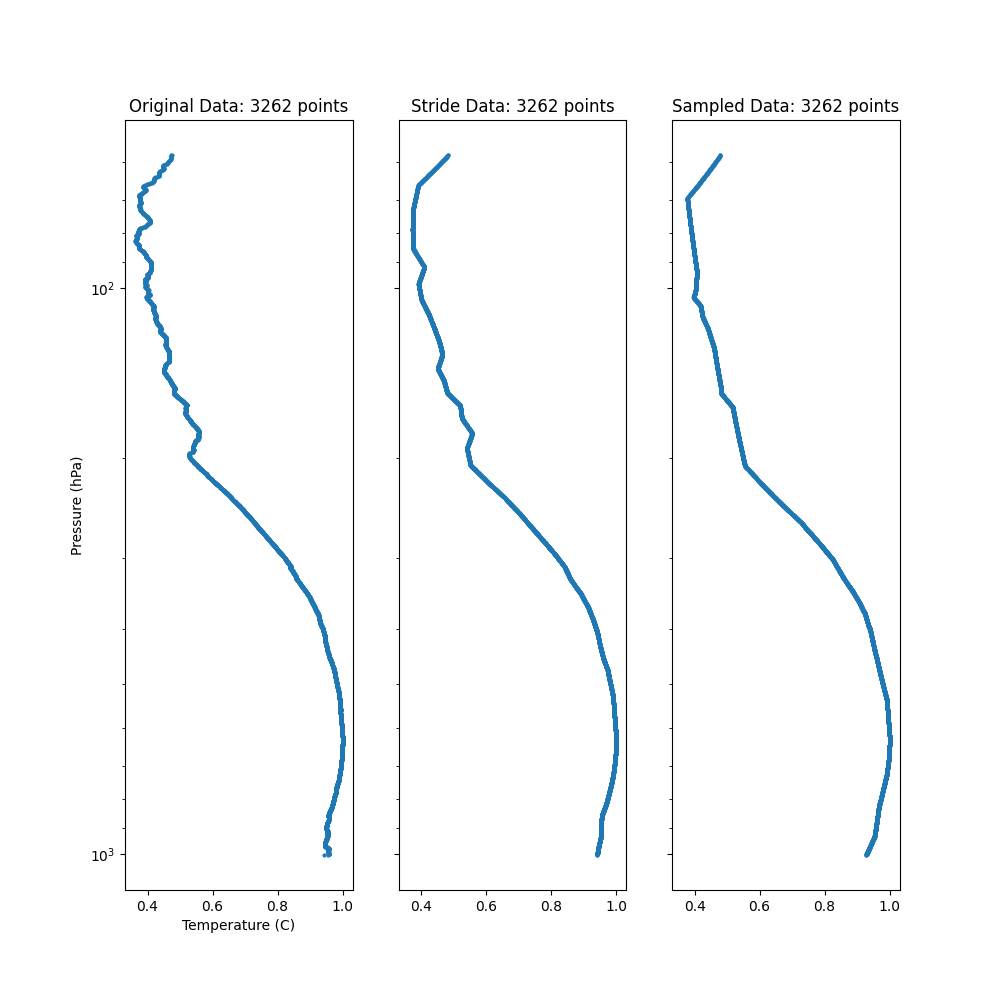 Original Data: 3262 points
Stride Data: 3262 points
Sampled Data: 3262 points
Pressure (hPa)
10²
10³
0.4 0.6 0.8 1.0
0.4 0.6 0.8 1.0
0.4 0.6 0.8 1.0
Temperature (C)